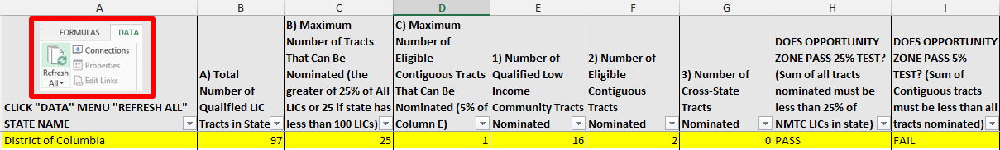 A B C D E F G H I
FORMULAS DATA
Refresh All
Connections
Properties
Edit Links
CLICK "DATA" MENU "REFRESH ALL"
STATE NAME
A) Total
Number of
Qualified LIC
Tracts in State
B) Maximum
Number of Tracts
That Can Be
Nominated (the
greater of 25% of All
LICs or 25 if state has
less than 100 LICs)
C) Maximum
Number of
Eligible
Contiguous Tracts
That Can Be
Nominated (5% of
Column E)
1) Number of
Qualified Low
Income
Community Tracts
Nominated
2) Number of
Eligible
Contiguous
Tracts
Nominated
3) Number of
Cross-State
Tracts
Nominated
DOES OPPORTUNITY
ZONE PASS 25% TEST?
(Sum of all tracts
nominated must be
less than 25% of
NMTC LICs in state)
DOES OPPORTUNITY
ZONE PASS 5%
TEST? (Sum of
Contiguous tracts
must be less than all
tracts nominated)
District of Columbia 97 25 1 16 2 0 PASS FAIL